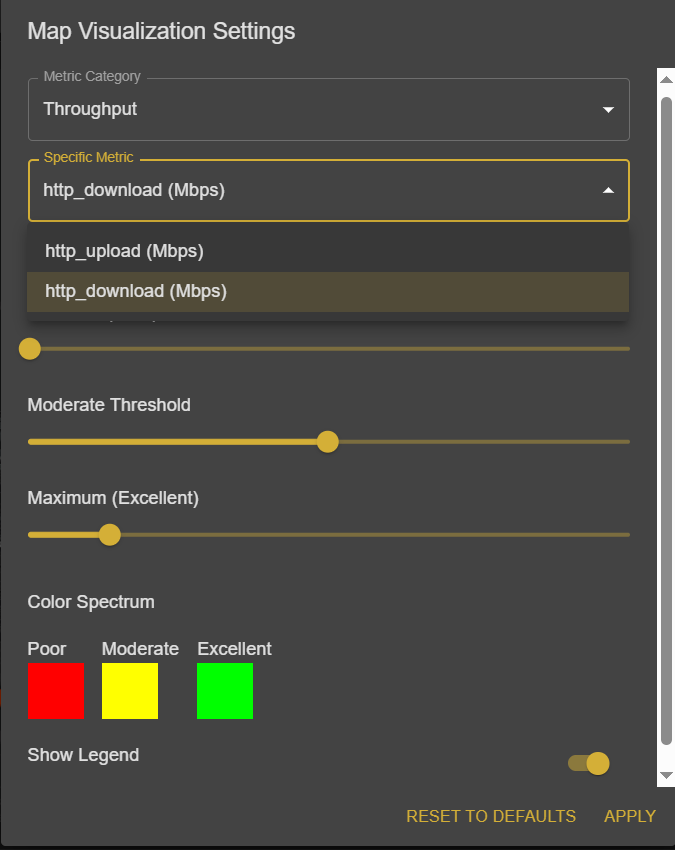 Map Visualization Settings
Metric Category
Throughput
Specific Metric
http_download (Mbps)
http_upload (Mbps)
http_download (Mbps)
Moderate Threshold
Maximum (Excellent)
Color Spectrum
Poor Moderate Excellent
Show Legend
RESET TO DEFAULTS APPLY